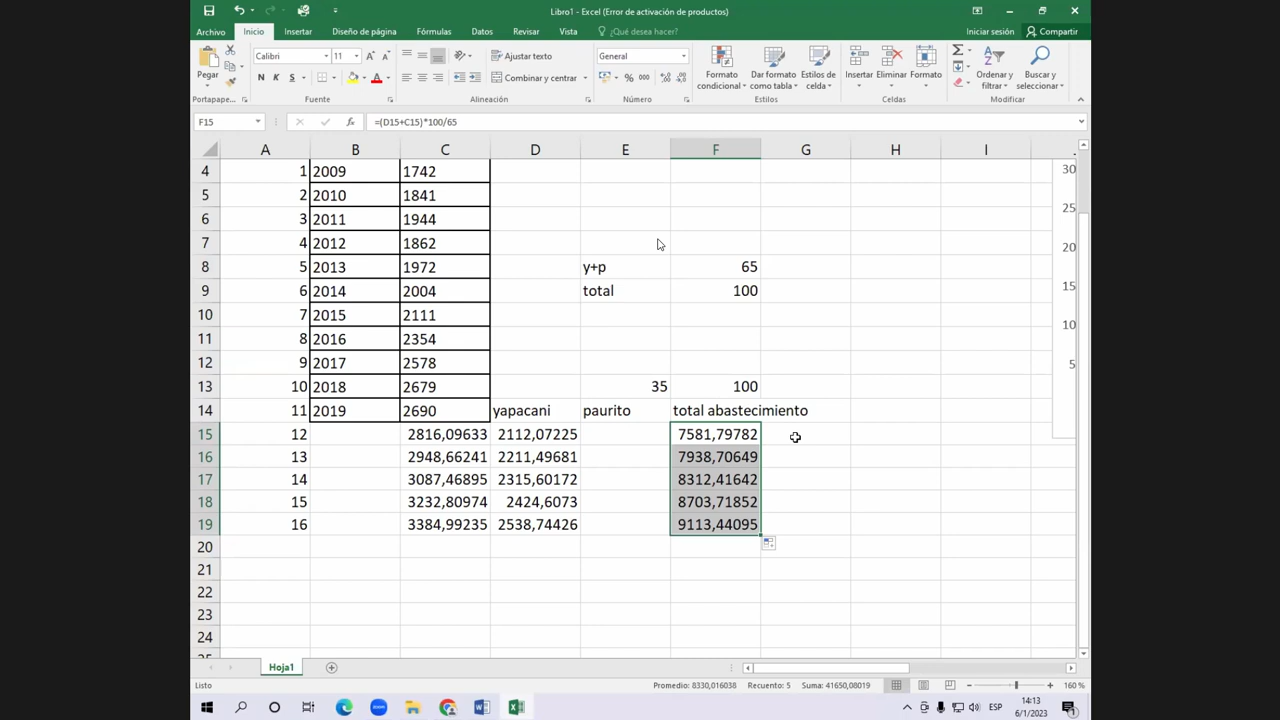 Libro1 - Excel (Error de activación de productos)
Archivo Inicio Insertar Diseño de página Fórmulas Datos Revisar Vista ¿Qué desea hacer? Iniciar sesión Compartir
Pegar
Calibri 11 A A
N K S A
Ajustar texto
Combinar y centrar
General
% 000
Formato condicional
Dar formato como tabla
Estilos de celda
Insertar Eliminar Formato
Ordenar y filtrar
Buscar y seleccionar
Portapape... Fuente Alineación Número Estilos Celdas Modificar
F15 fx =(D15+C15)*100/65
A B C D E F G H I
4 1 2009 1742 30
5 2 2010 1841 25
6 3 2011 1944
7 4 2012 1862 20
8 5 2013 1972 y+p 65
9 6 2014 2004 total 100 15
10 7 2015 2111
11 8 2016 2354 10
12 9 2017 2578 5
13 10 2018 2679 35 100
14 11 2019 2690 yapacani paurito total abastecimiento
15 12 2816,09633 2112,07225 7581,79782
16 13 2948,66241 2211,49681 7938,70649
17 14 3087,46895 2315,60172 8312,41642
18 15 3232,80974 2424,6073 8703,71852
19 16 3384,99235 2538,74426 9113,44095
20
21
22
23
24
25
Hoja1
Listo Promedio: 8330,016038 Recuento: 5 Suma: 41650,08019 160 %
zoom ESP 14:13
6/1/2023 1